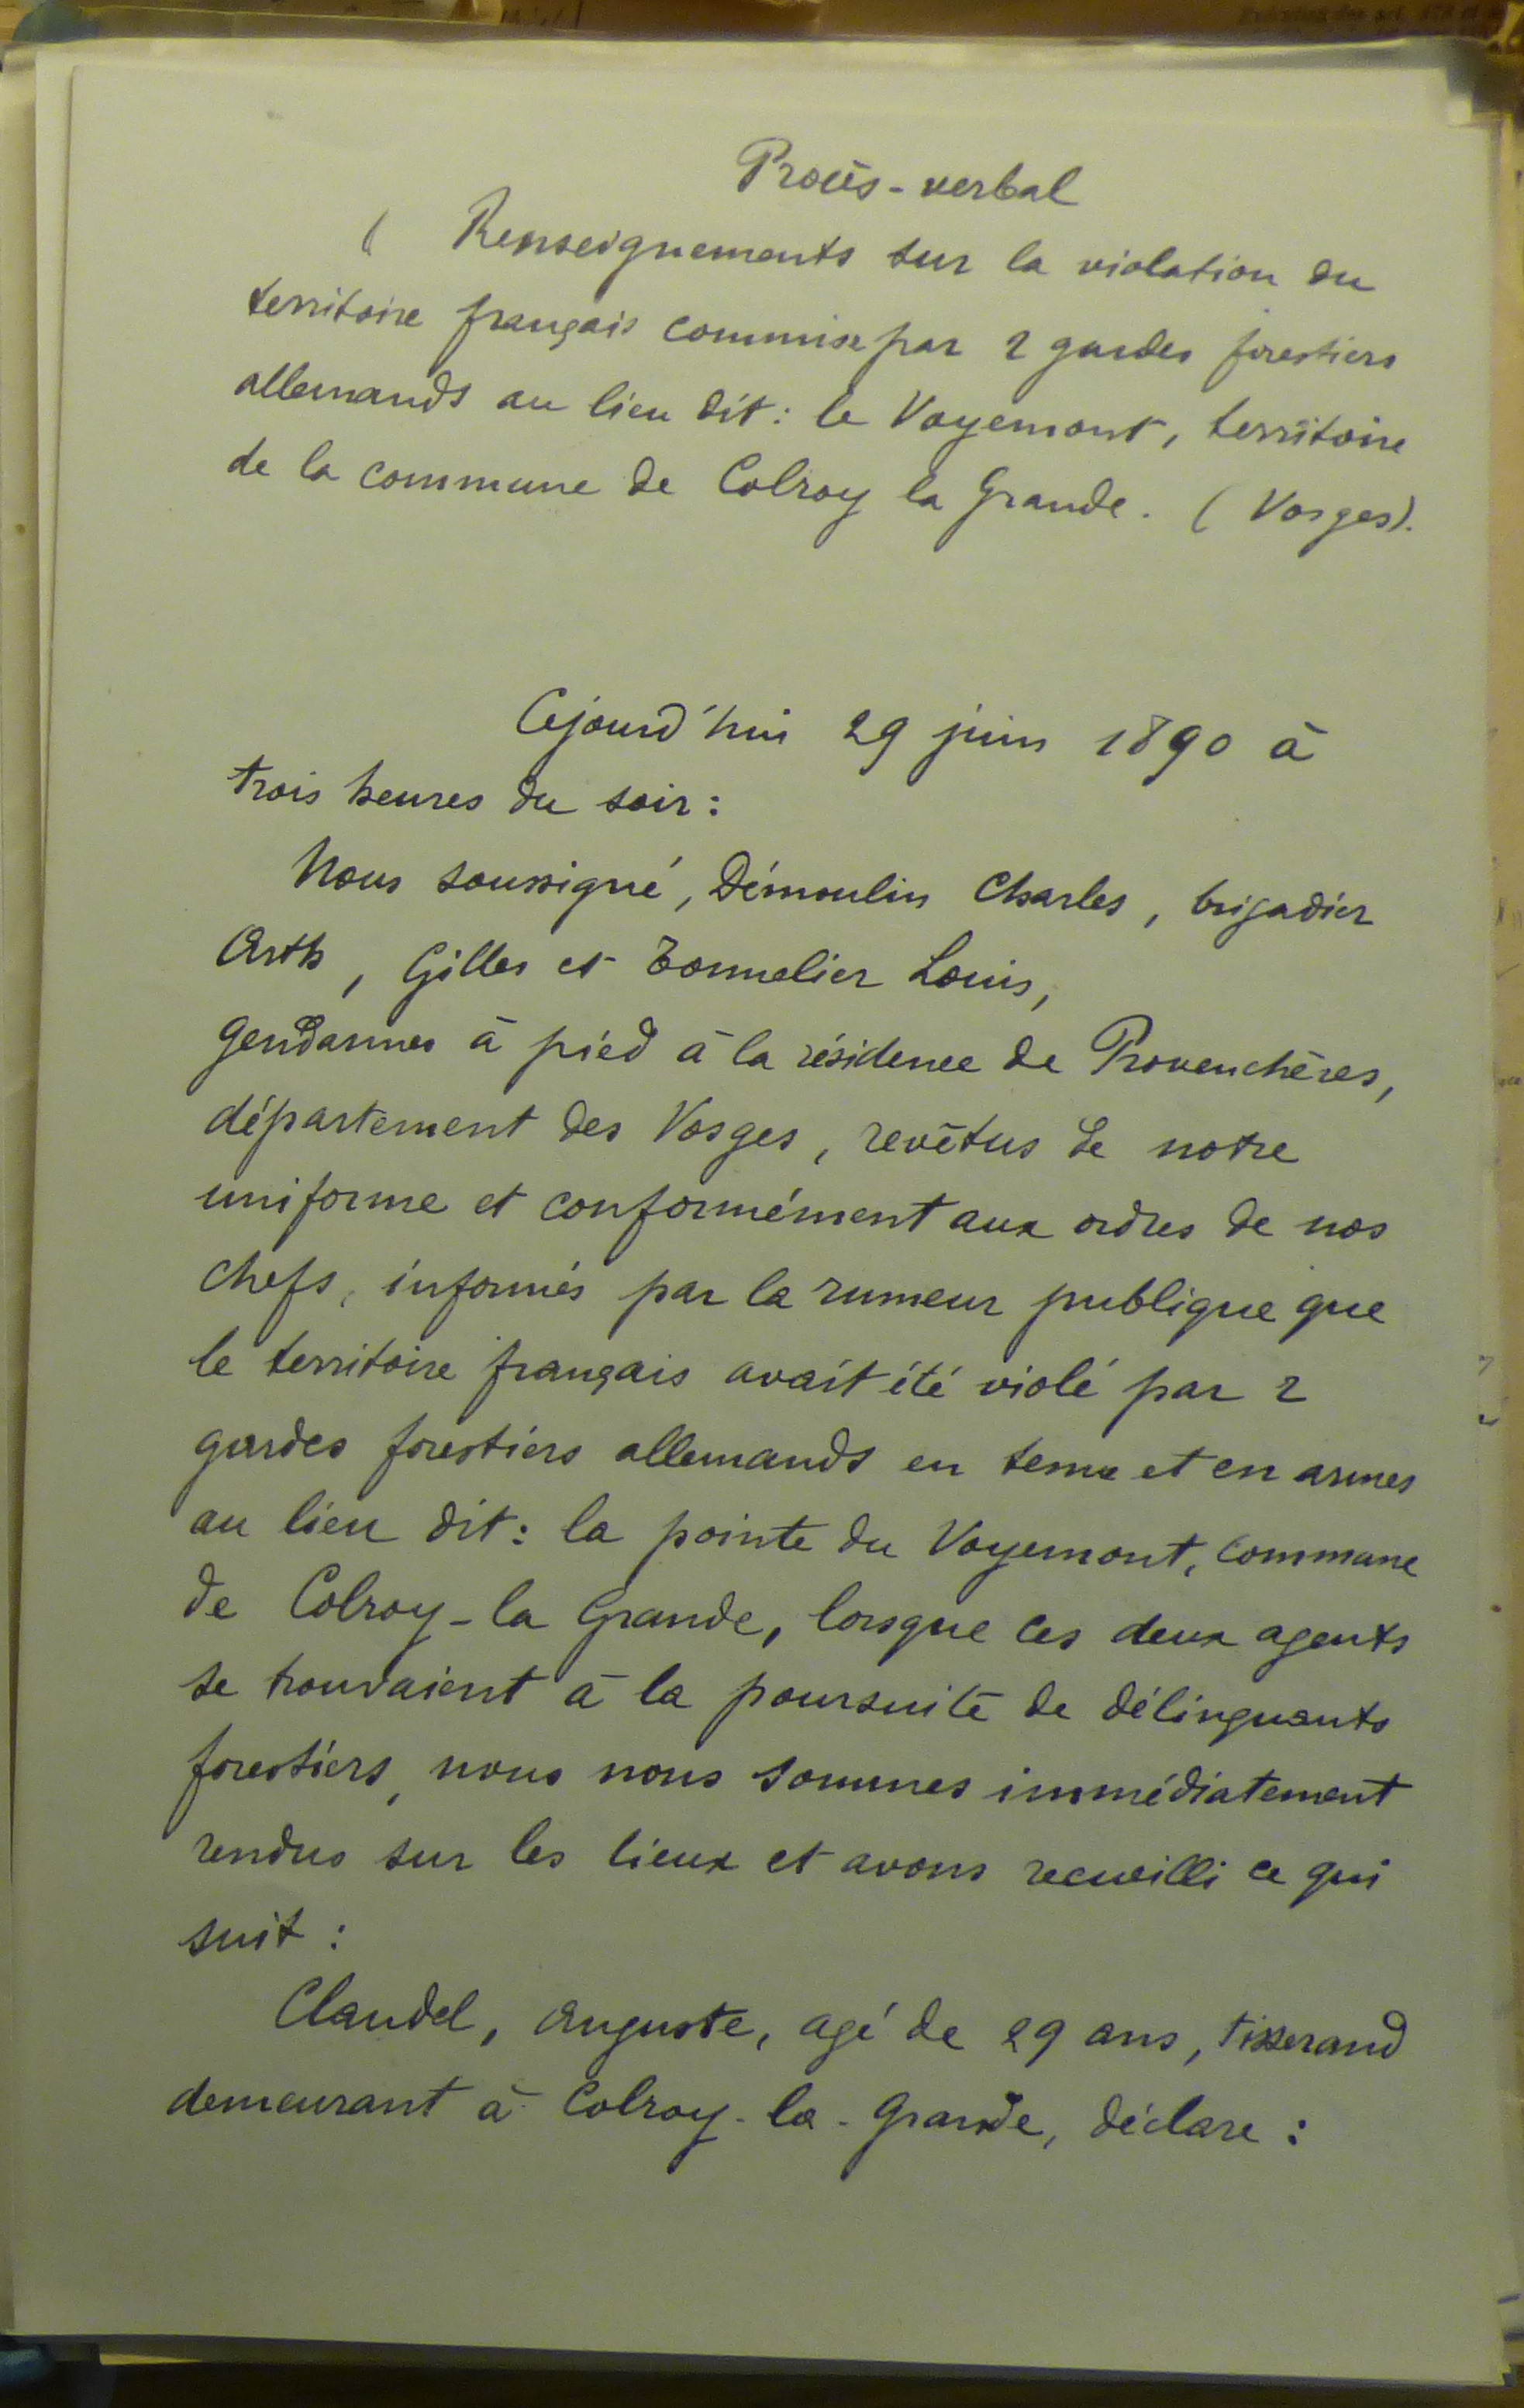 Procès-verbal
( Renseignements sur la violation du
territoire français commise par 2 gardes forestiers
allemands au lieu dit : le Voyemont, territoire
de la commune de Colroy la Grande. ( Vosges).
Cejourd'hui 29 juin 1890 à
trois heures du soir :
Nous soussigné, Démoulin Charles, brigadier
Arth, Gilles et Tonnelier Louis,
gendarmes à pied à la résidence de Provenchères,
département des Vosges, revêtus de notre
uniforme et conformément aux ordres de nos
chefs, informés par la rumeur publique que
le territoire français avait été violé par 2
gardes forestiers allemands en tenue et en armes
au lieu dit : la pointe du Voyemont, commune
de Colroy-la Grande, lorsque ces deux agents
se trouvaient à la poursuite de délinquants
forestiers, nous nous sommes immédiatement
rendus sur les lieux et avons recueilli ce qui
suit :
Claudel, Auguste, agé de 29 ans, tisserand
demeurant à Colroy-la-Grande, déclare :